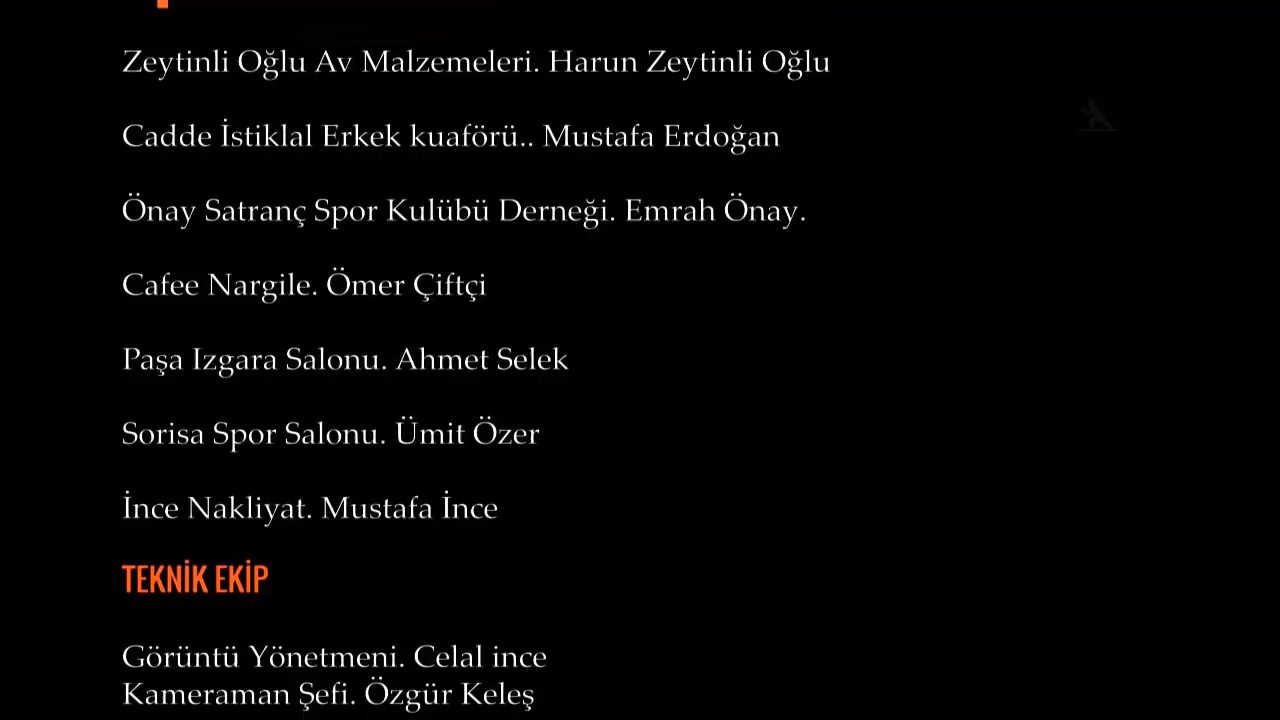 Zeytinli Oğlu Av Malzemeleri. Harun Zeytinli Oğlu
Cadde İstiklal Erkek kuaförü.. Mustafa Erdoğan
Önay Satranç Spor Kulübü Derneği. Emrah Önay.
Cafee Nargile. Ömer Çiftçi
Paşa Izgara Salonu. Ahmet Selek
Sorisa Spor Salonu. Ümit Özer
İnce Nakliyat. Mustafa İnce
TEKNİK EKİP
Görüntü Yönetmeni. Celal ince
Kameraman Şefi. Özgür Keleş